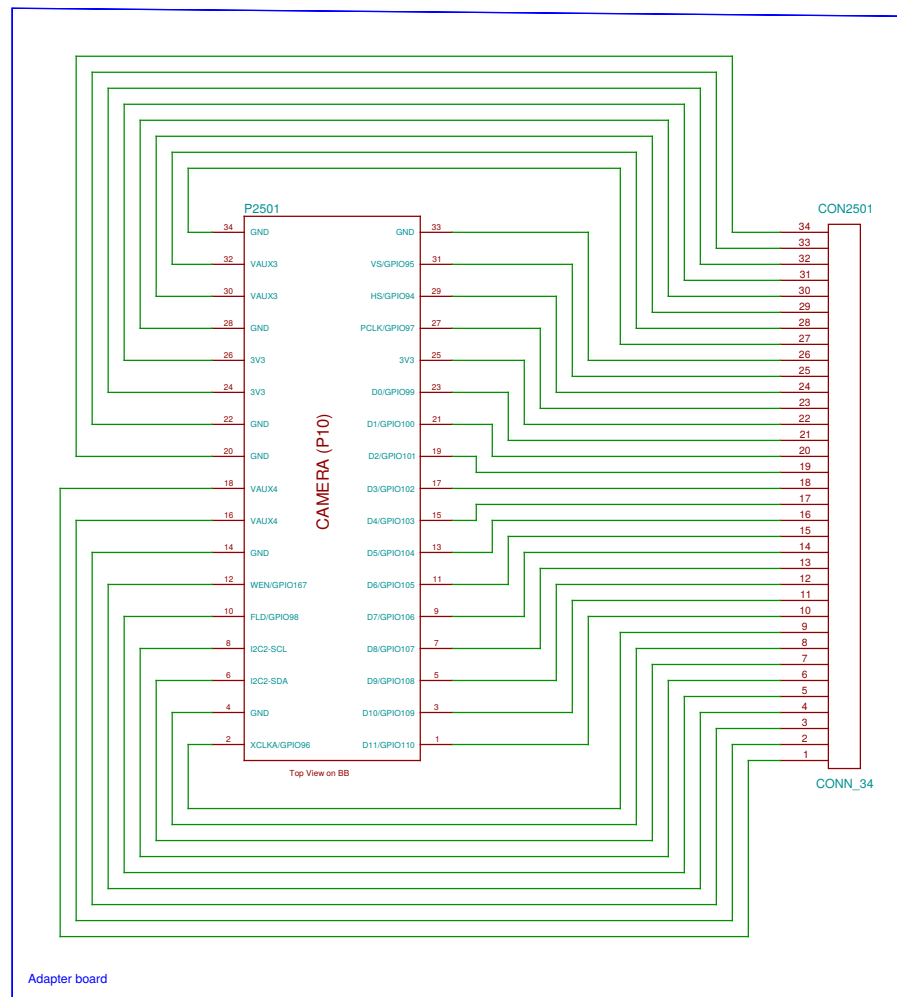 P2501
CON2501
34 GND GND 33
32 VAUX3 VS/GPIO95 31
30 VAUX3 HS/GPIO94 29
28 GND PCLK/GPIO97 27
26 3V3 3V3 25
24 3V3 D0/GPIO99 23
22 GND D1/GPIO100 21
20 GND D2/GPIO101 19
18 VAUX4 D3/GPIO102 17
16 VAUX4 D4/GPIO103 15
14 GND D5/GPIO104 13
12 WEN/GPIO167 D6/GPIO105 11
10 FLD/GPIO98 D7/GPIO106 9
8 I2C2-SCL D8/GPIO107 7
6 I2C2-SDA D9/GPIO108 5
4 GND D10/GPIO109 3
2 XCLKA/GPIO96 D11/GPIO110 1
CAMERA (P10)
Top View on BB
34
33
32
31
30
29
28
27
26
25
24
23
22
21
20
19
18
17
16
15
14
13
12
11
10
9
8
7
6
5
4
3
2
1
CONN_34
Adapter board